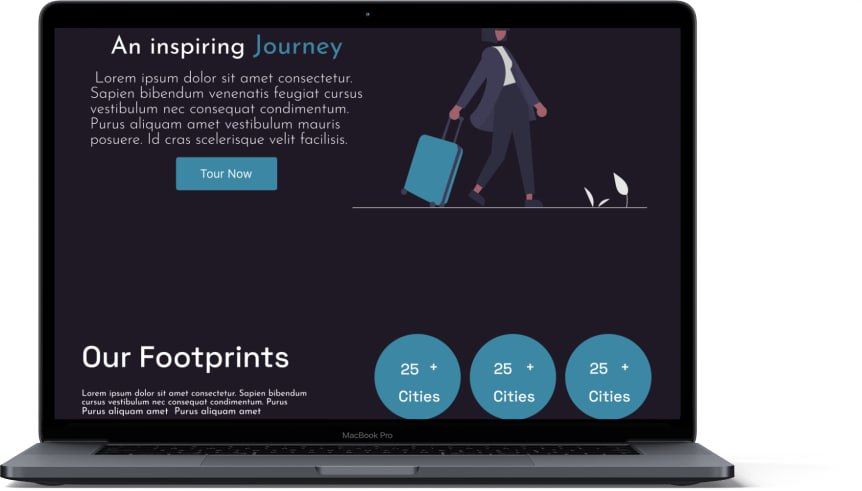 An inspiring Journey
Lorem ipsum dolor sit amet consectetur.
Sapien bibendum venenatis feugiat cursus
vestibulum nec consequat condimentum.
Purus aliquam amet vestibulum mauris
posuere. Id cras scelerisque velit facilisis.
Tour Now
Our Footprints
Lorem ipsum dolor sit amet consectetur. Sapien bibendum
cursus vestibulum nec consequat condimentum. Purus
Purus aliquam amet Purus aliquam amet
25 +
Cities
25 +
Cities
25 +
Cities
MacBook Pro